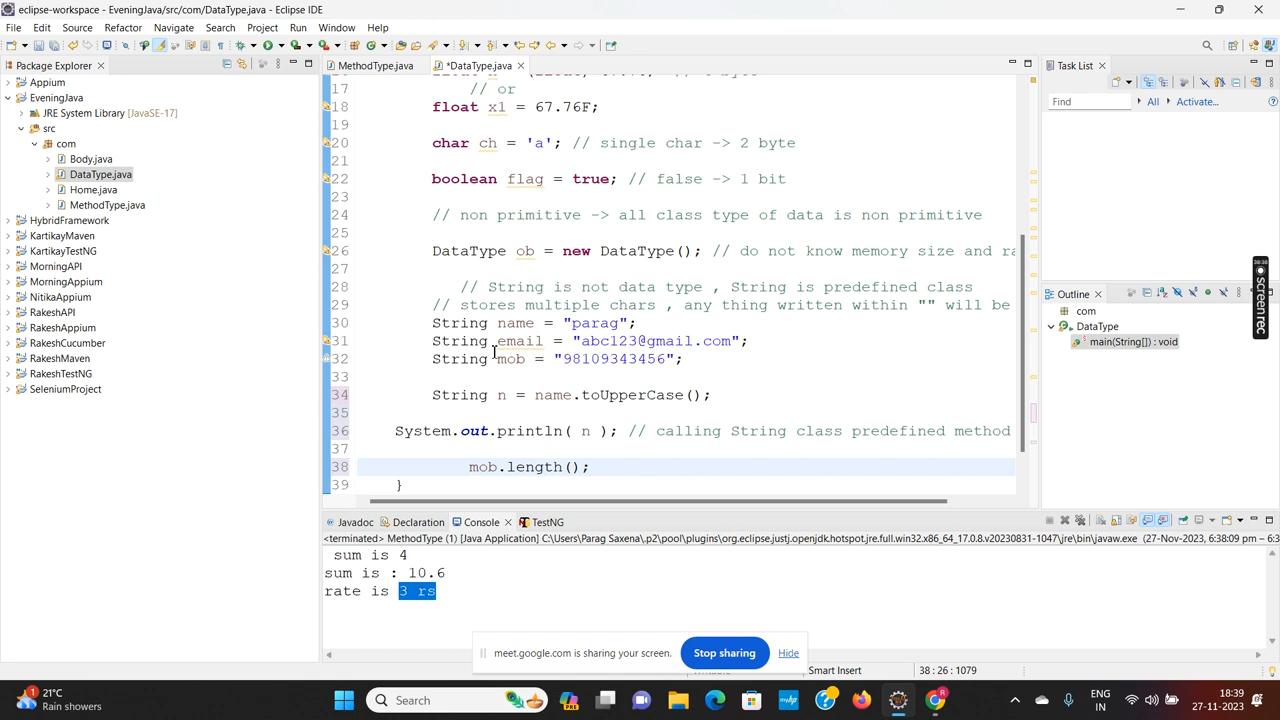 eclipse-workspace - EveningJava/src/com/DataType.java - Eclipse IDE
File Edit Source Refactor Navigate Search Project Run Window Help
Package Explorer
MethodType.java
*DataType.java
Task List
Find All Activate...
Appium
EveningJava
JRE System Library [JavaSE-17]
src
com
Body.java
DataType.java
Home.java
MethodType.java
HybridFramework
KartikayMaven
KartikayTestNG
MorningAPI
MorningAppium
NitikaAppium
RakeshAPI
RakeshAppium
RakeshCucumber
RakeshMaven
RakeshTestNG
SeleniumProject
17 // or
18 float x1 = 67.76F;
19
20 char ch = 'a'; // single char -> 2 byte
21
22 boolean flag = true; // false -> 1 bit
23
24 // non primitive -> all class type of data is non primitive
25
26 DataType ob = new DataType(); // do not know memory size and ra
27
28 // String is not data type , String is predefined class
29 // stores multiple chars , any thing written within "" will be
30 String name = "parag";
31 String email = "abc123@gmail.com";
32 String mob = "98109343456";
33
34 String n = name.toUpperCase();
35
36 System.out.println( n ); // calling String class predefined method
37
38 mob.length();
39 }
Outline
com
DataType
main(String[]) : void
screenrec
Javadoc Declaration Console TestNG
<terminated> MethodType (1) [Java Application] C:\Users\Parag Saxena\.p2\pool\plugins\org.eclipse.justj.openjdk.hotspot.jre.full.win32.x86_64_17.0.8.v20230831-1047\jre\bin\javaw.exe (27-Nov-2023, 6:38:09 pm – 6:3
sum is 4
sum is : 10.6
rate is 3 rs
meet.google.com is sharing your screen. Stop sharing Hide
Smart Insert 38 : 26 : 1079
21°C
Rain showers
Search
ENG
IN
18:39
27-11-2023